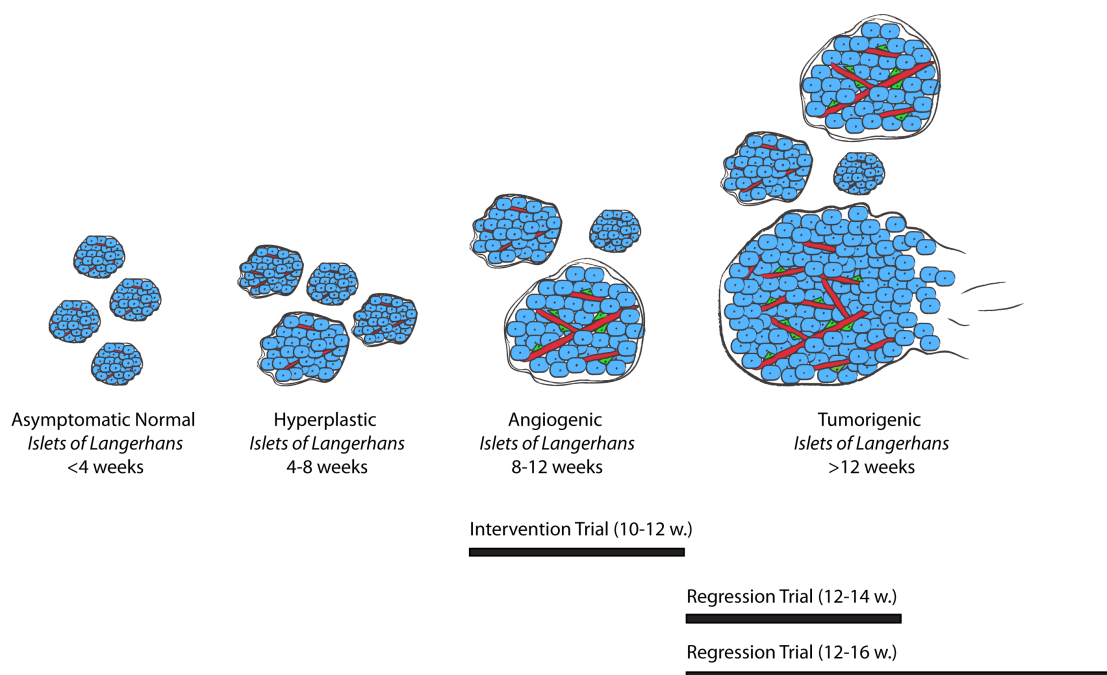 Asymptomatic Normal
Islets of Langerhans
<4 weeks
Hyperplastic
Islets of Langerhans
4-8 weeks
Angiogenic
Islets of Langerhans
8-12 weeks
Tumorigenic
Islets of Langerhans
>12 weeks
Intervention Trial (10-12 w.)
Regression Trial (12-14 w.)
Regression Trial (12-16 w.)